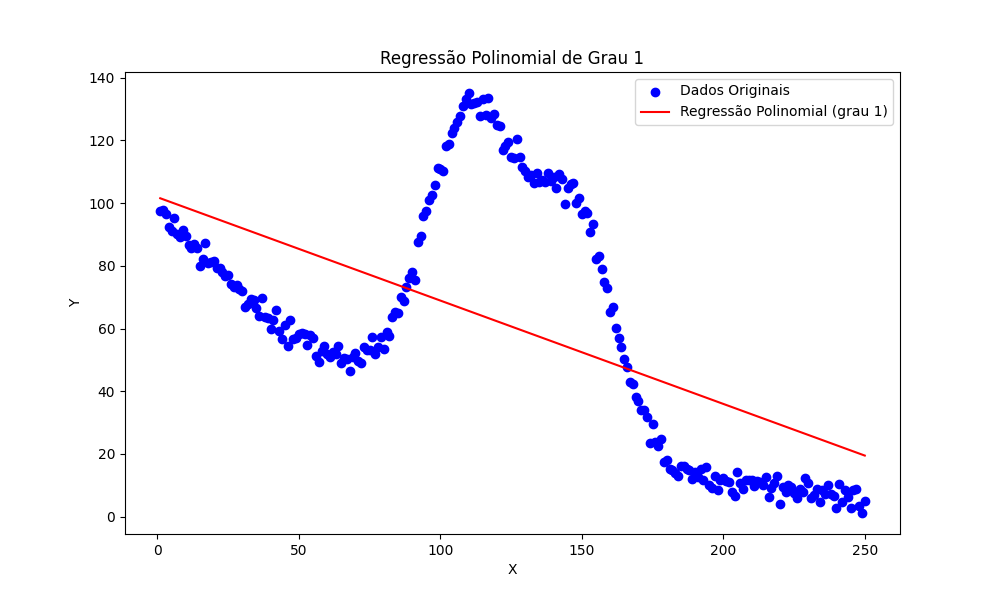 Regressão Polinomial de Grau 1
Dados Originais
Regressão Polinomial (grau 1)
140
120
100
80
60
40
20
0
Y
0 50 100 150 200 250
X